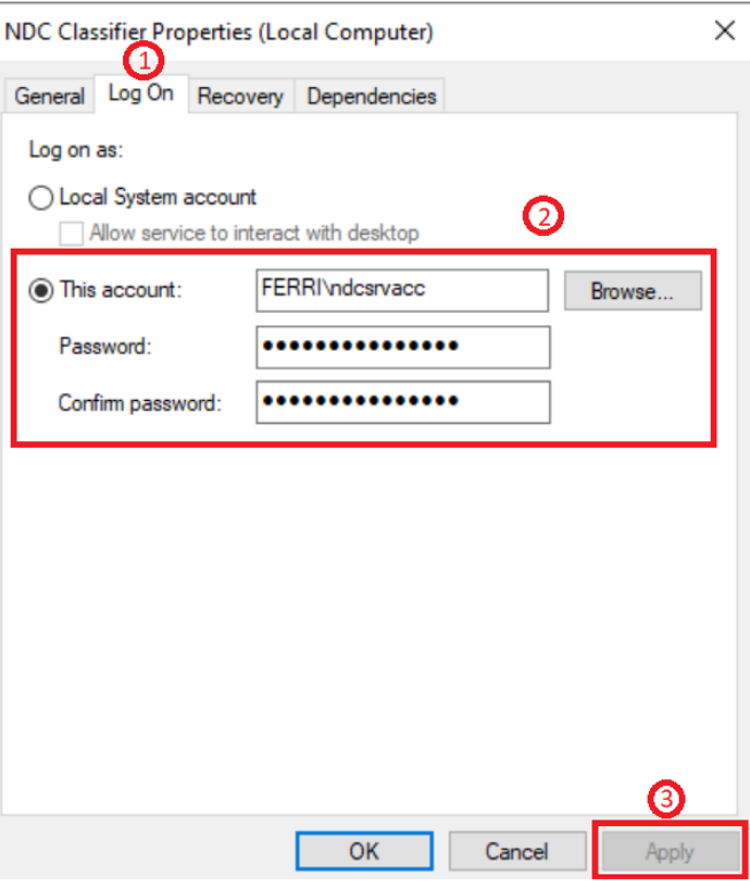 NDC Classifier Properties (Local Computer)
1
General Log On Recovery Dependencies
Log on as:
Local System account
2
Allow service to interact with desktop
This account: FERRI\ndcsrvacc Browse...
Password: •••••••••••••••
Confirm password: •••••••••••••••
3
OK Cancel Apply